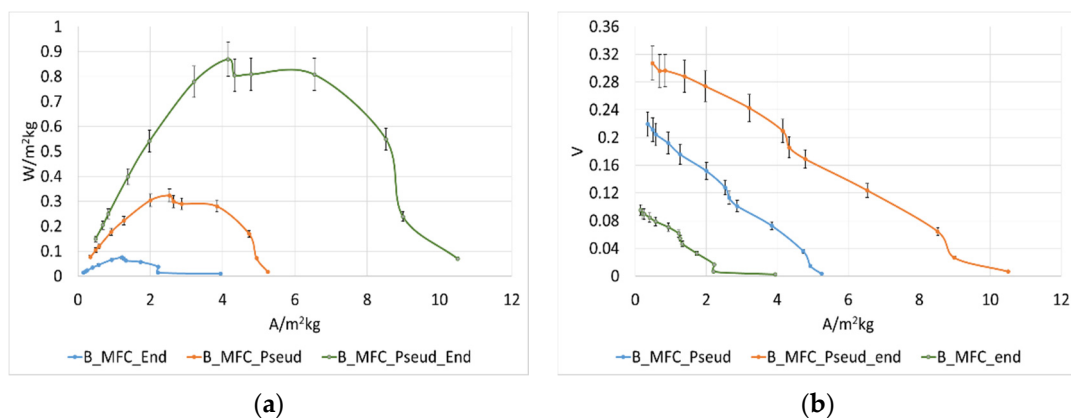 1
0.9
0.8
0.7
0.6
0.5
0.4
0.3
0.2
0.1
0
W/m²kg
0 2 4 6 8 10 12
A/m²kg
B_MFC_End B_MFC_Pseud B_MFC_Pseud_End
(a)
0.36
0.32
0.28
0.24
0.2
0.16
0.12
0.08
0.04
0
V
0 2 4 6 8 10 12
A/m²kg
B_MFC_Pseud B_MFC_Pseud_end B_MFC_end
(b)